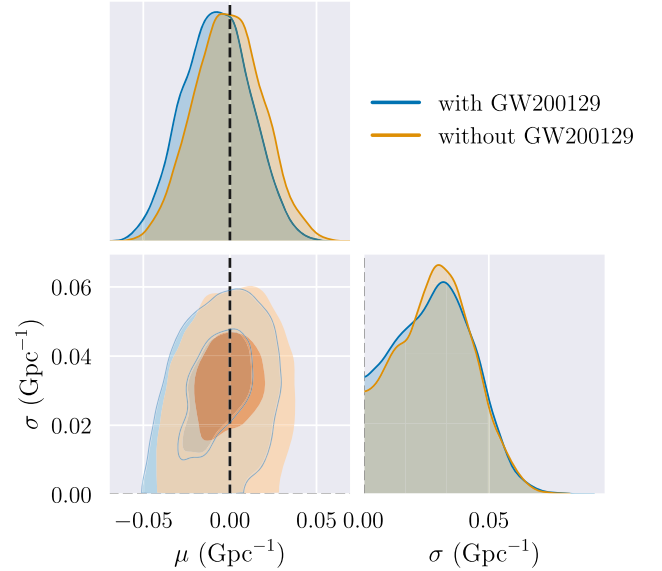 with GW200129
without GW200129
0.06
0.04
0.02
0.00
σ (Gpc⁻¹)
−0.05 0.00 0.05 0.00 0.05
μ (Gpc⁻¹) σ (Gpc⁻¹)